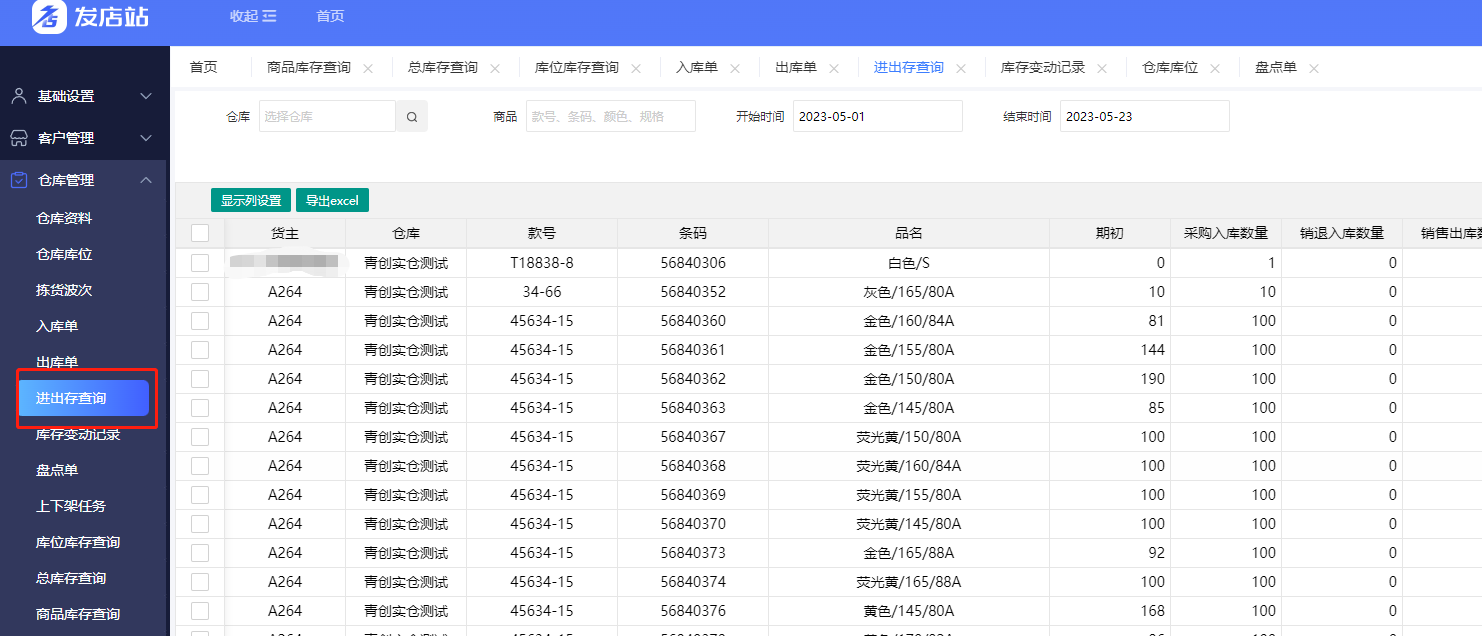 发店站 收起 首页
首页 商品库存查询 总库存查询 库位库存查询 入库单 出库单 进出存查询 库存变动记录 仓库库位 盘点单
基础设置
客户管理
仓库管理
仓库资料
仓库库位
拣货波次
入库单
出库单
进出存查询
库存变动记录
盘点单
上下架任务
库位库存查询
总库存查询
商品库存查询
仓库 选择仓库 商品 款号、条码、颜色、规格 开始时间 2023-05-01 结束时间 2023-05-23
显示列设置 导出excel
货主 仓库 款号 条码 品名 期初 采购入库数量 销退入库数量 销售出库数
青创实仓测试 T18838-8 56840306 白色/S 0 1 0
A264 青创实仓测试 34-66 56840352 灰色/165/80A 10 10 0
A264 青创实仓测试 45634-15 56840360 金色/160/84A 81 100 0
A264 青创实仓测试 45634-15 56840361 金色/155/80A 144 100 0
A264 青创实仓测试 45634-15 56840362 金色/150/80A 190 100 0
A264 青创实仓测试 45634-15 56840363 金色/145/80A 85 100 0
A264 青创实仓测试 45634-15 56840367 荧光黄/150/80A 100 100 0
A264 青创实仓测试 45634-15 56840368 荧光黄/160/84A 100 100 0
A264 青创实仓测试 45634-15 56840369 荧光黄/155/80A 100 100 0
A264 青创实仓测试 45634-15 56840370 荧光黄/145/80A 100 100 0
A264 青创实仓测试 45634-15 56840373 金色/165/88A 92 100 0
A264 青创实仓测试 45634-15 56840374 荧光黄/165/88A 100 100 0
A264 青创实仓测试 45634-15 56840376 黄色/145/80A 168 100 0